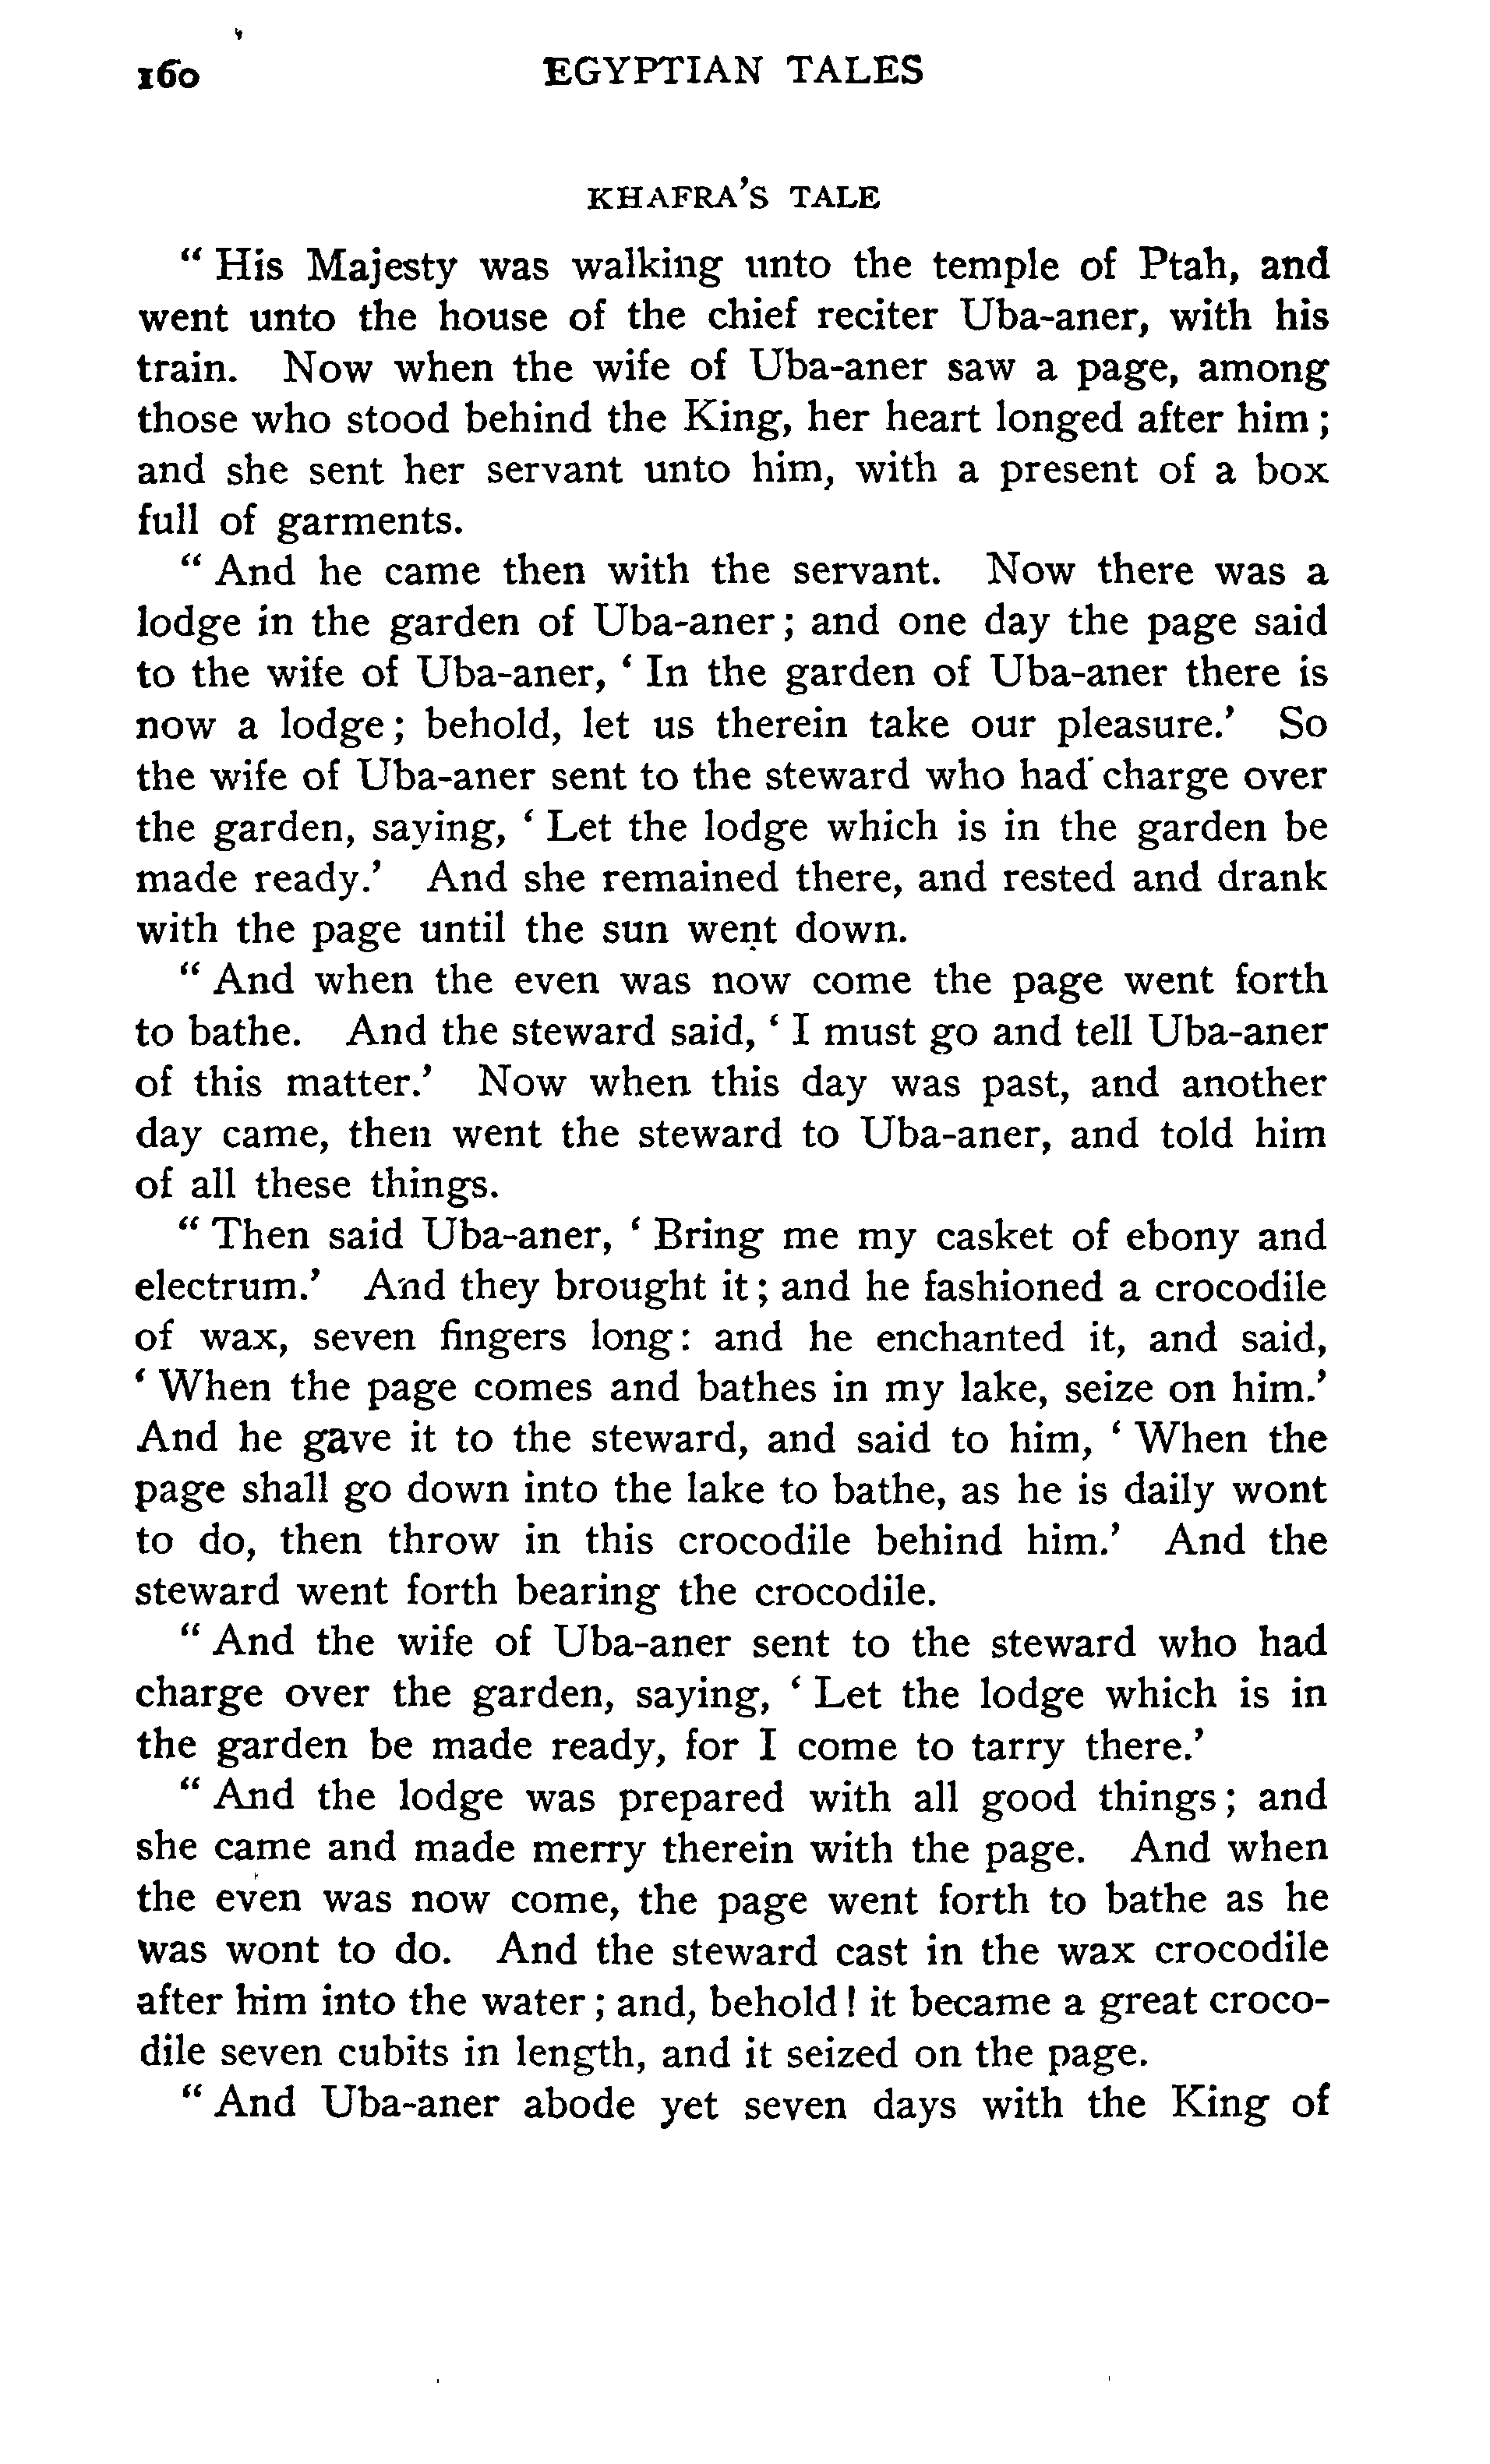 160 EGYPTIAN TALES
KHAFRA'S TALE
“ His Majesty was walking unto the temple of Ptah, and
went unto the house of the chief reciter Uba-aner, with his
train. Now when the wife of Uba-aner saw a page, among
those who stood behind the King, her heart longed after him ;
and she sent her servant unto him, with a present of a box
full of garments.
“ And he came then with the servant. Now there was a
lodge in the garden of Uba-aner ; and one day the page said
to the wife of Uba-aner, ‘ In the garden of Uba-aner there is
now a lodge ; behold, let us therein take our pleasure.’ So
the wife of Uba-aner sent to the steward who had charge over
the garden, saying, ‘ Let the lodge which is in the garden be
made ready.’ And she remained there, and rested and drank
with the page until the sun went down.
“ And when the even was now come the page went forth
to bathe. And the steward said, ‘ I must go and tell Uba-aner
of this matter.’ Now when this day was past, and another
day came, then went the steward to Uba-aner, and told him
of all these things.
“ Then said Uba-aner, ‘ Bring me my casket of ebony and
electrum.’ And they brought it ; and he fashioned a crocodile
of wax, seven fingers long : and he enchanted it, and said,
‘ When the page comes and bathes in my lake, seize on him.’
And he gave it to the steward, and said to him, ‘ When the
page shall go down into the lake to bathe, as he is daily wont
to do, then throw in this crocodile behind him.’ And the
steward went forth bearing the crocodile.
“ And the wife of Uba-aner sent to the steward who had
charge over the garden, saying, ‘ Let the lodge which is in
the garden be made ready, for I come to tarry there.’
“ And the lodge was prepared with all good things ; and
she came and made merry therein with the page. And when
the even was now come, the page went forth to bathe as he
was wont to do. And the steward cast in the wax crocodile
after him into the water ; and, behold ! it became a great croco-
dile seven cubits in length, and it seized on the page.
“ And Uba-aner abode yet seven days with the King of